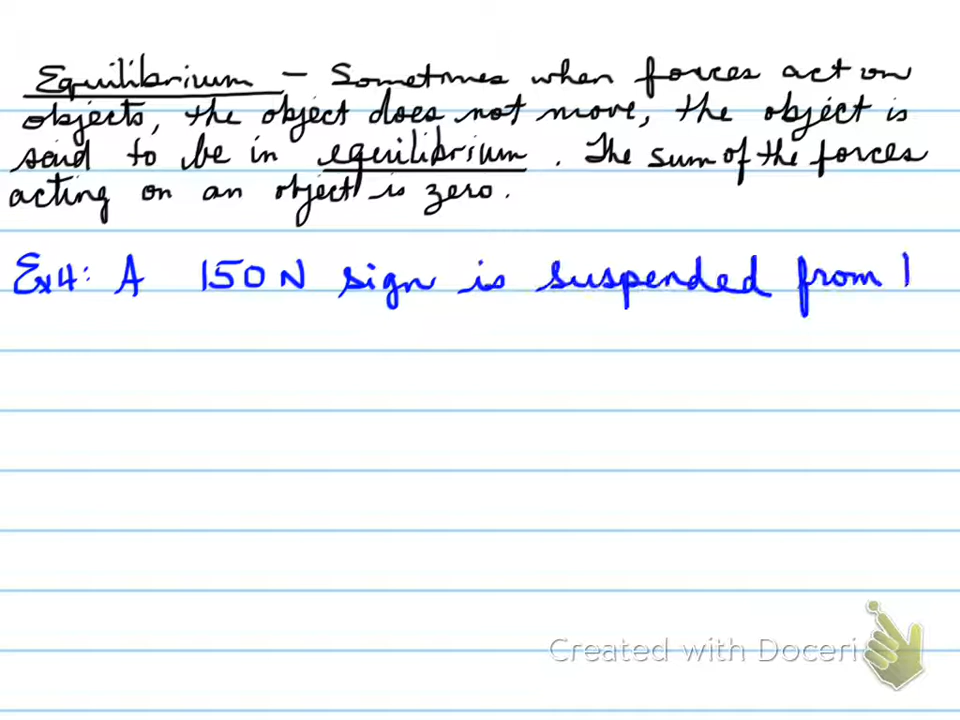 Equilibrium - Sometimes when forces act on
objects, the object does not move, the object is
said to be in equilibrium. The sum of the forces
acting on an object is zero.
Ex4: A 150 N sign is suspended from
Created with Doceri